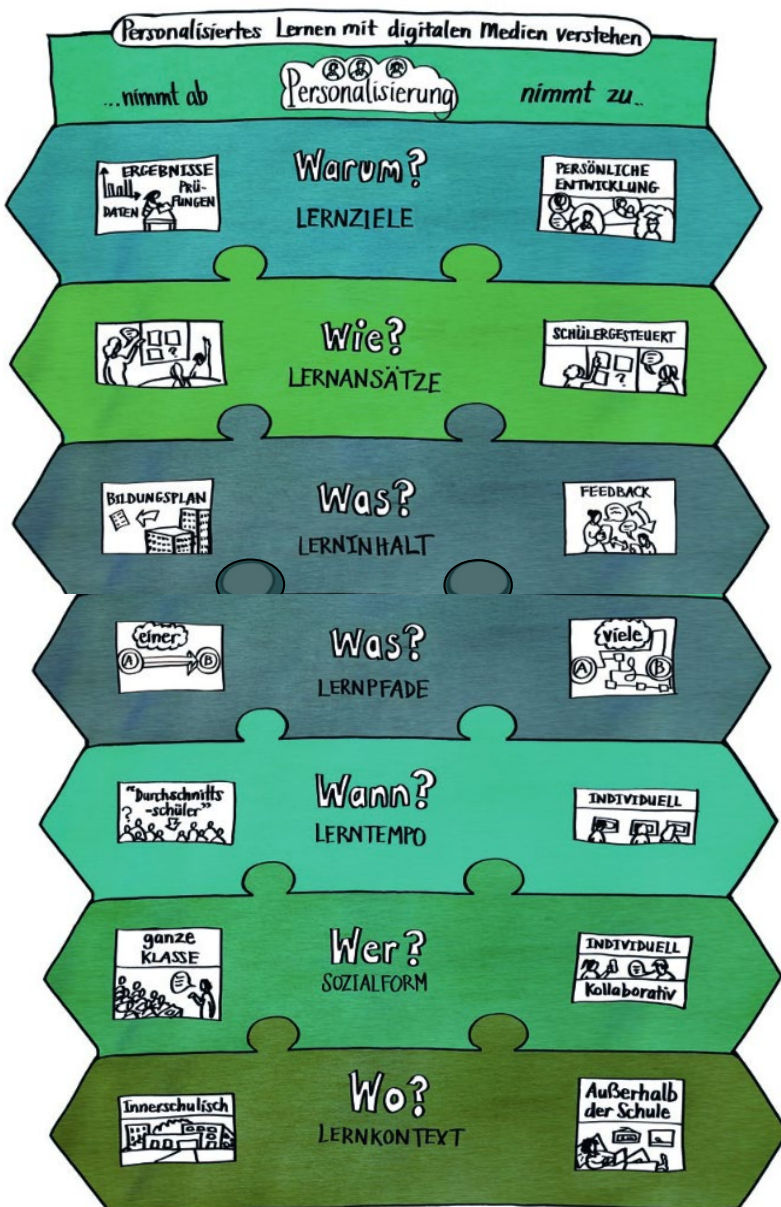 Personalisiertes Lernen mit digitalen Medien verstehen
...nimmt ab
Personalisierung
nimmt zu..
ERGEBNISSE
PRÜ-
FUNGEN
DATEN
Warum?
LERNZIELE
PERSÖNLICHE
ENTWICKLUNG
?
Wie?
LERNANSÄTZE
SCHÜLERGESTEUERT
?
BILDUNGSPLAN
Was?
LERNINHALT
FEEDBACK
einer
A B
Was?
LERNPFADE
viele
A B
"Durchschnitts
-schüler"
?
Wann?
LERNTEMPO
INDIVIDUELL
ganze
KLASSE
Wer?
SOZIALFORM
INDIVIDUELL
Kollaborativ
Innerschulisch
Wo?
LERNKONTEXT
Außerhalb
der Schule